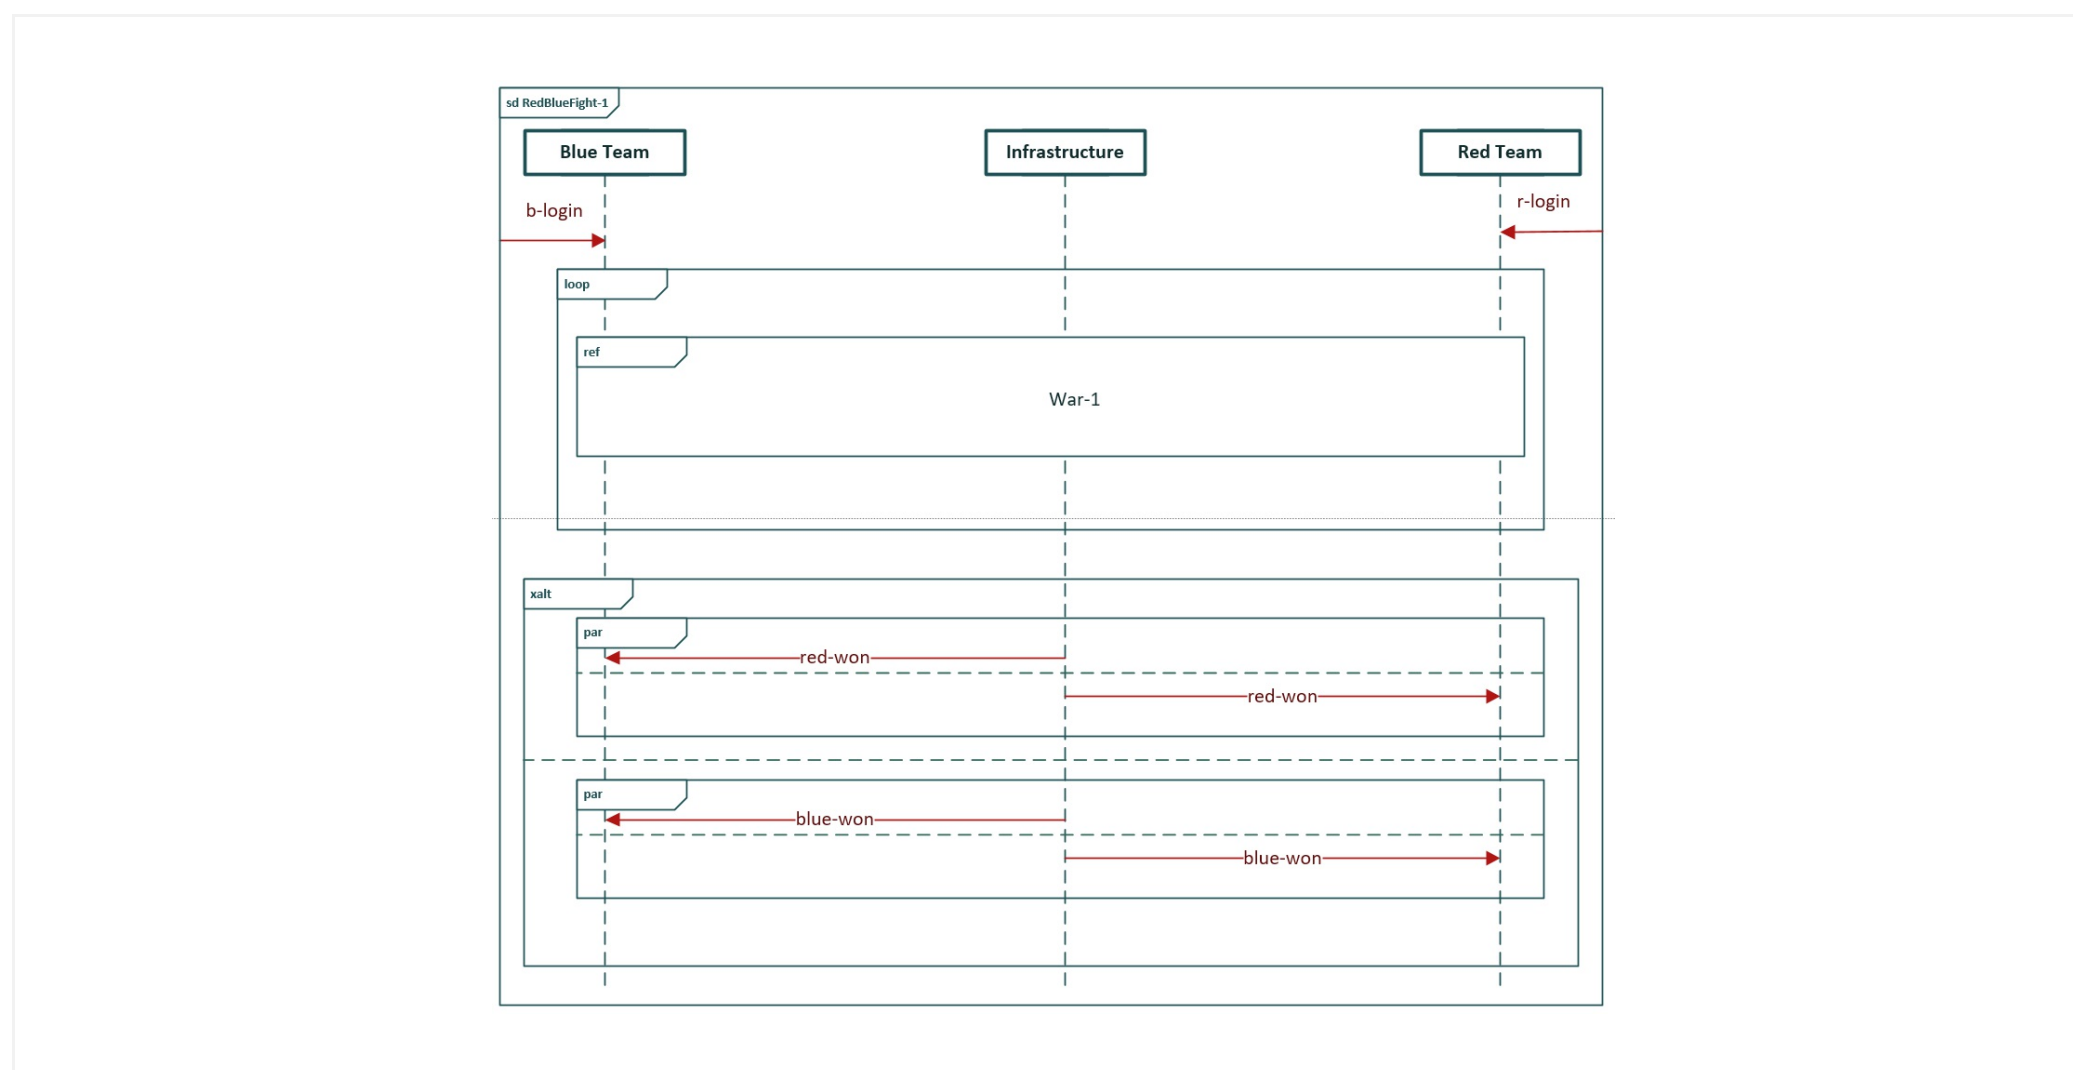 sd RedBlueFight-1
Blue Team
Infrastructure
Red Team
b-login
r-login
loop
ref
War-1
xalt
par
red-won
red-won
par
blue-won
blue-won